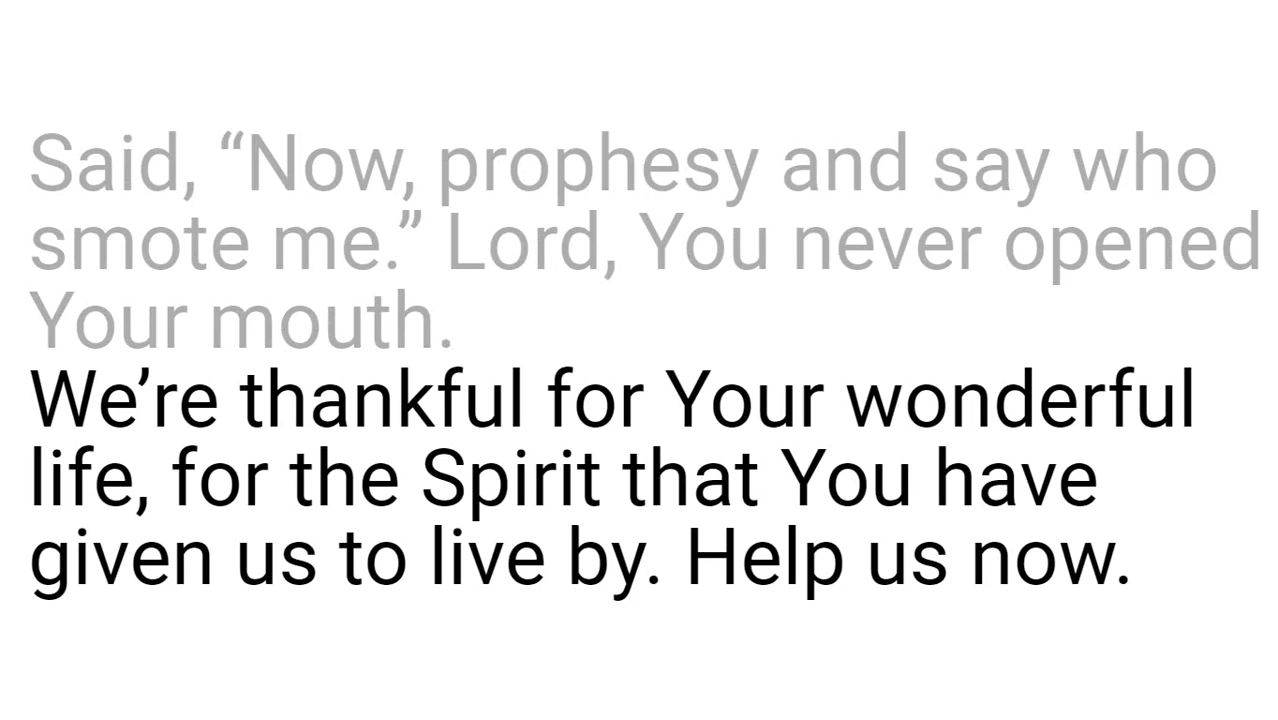 Said, “Now, prophesy and say who
smote me.” Lord, You never opened
Your mouth.
We’re thankful for Your wonderful
life, for the Spirit that You have
given us to live by. Help us now.